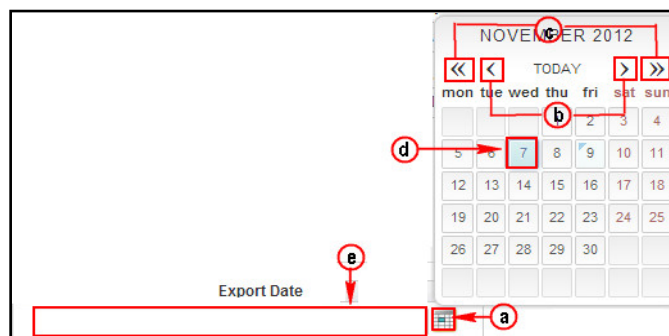 c
NOVEMBER 2012
« ‹ TODAY › »
mon tue wed thu fri sat sun
b
1 2 3 4
d
5 6 7 8 9 10 11
12 13 14 15 16 17 18
19 20 21 22 23 24 25
26 27 28 29 30
e
Export Date
a